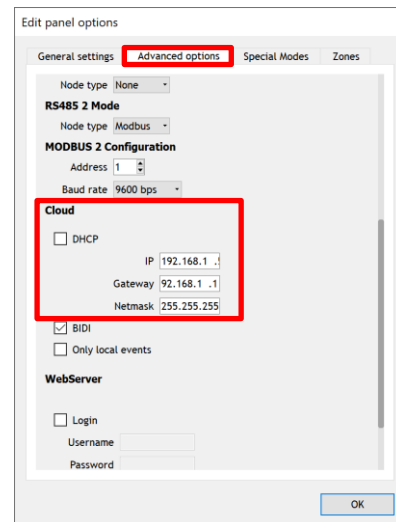 Edit panel options
General settings Advanced options Special Modes Zones
Node type None
RS485 2 Mode
Node type Modbus
MODBUS 2 Configuration
Address 1
Baud rate 9600 bps
Cloud
DHCP
IP 192.168.1 .
Gateway 92.168.1 .1
Netmask 255.255.255
BIDI
Only local events
WebServer
Login
Username
Password
OK